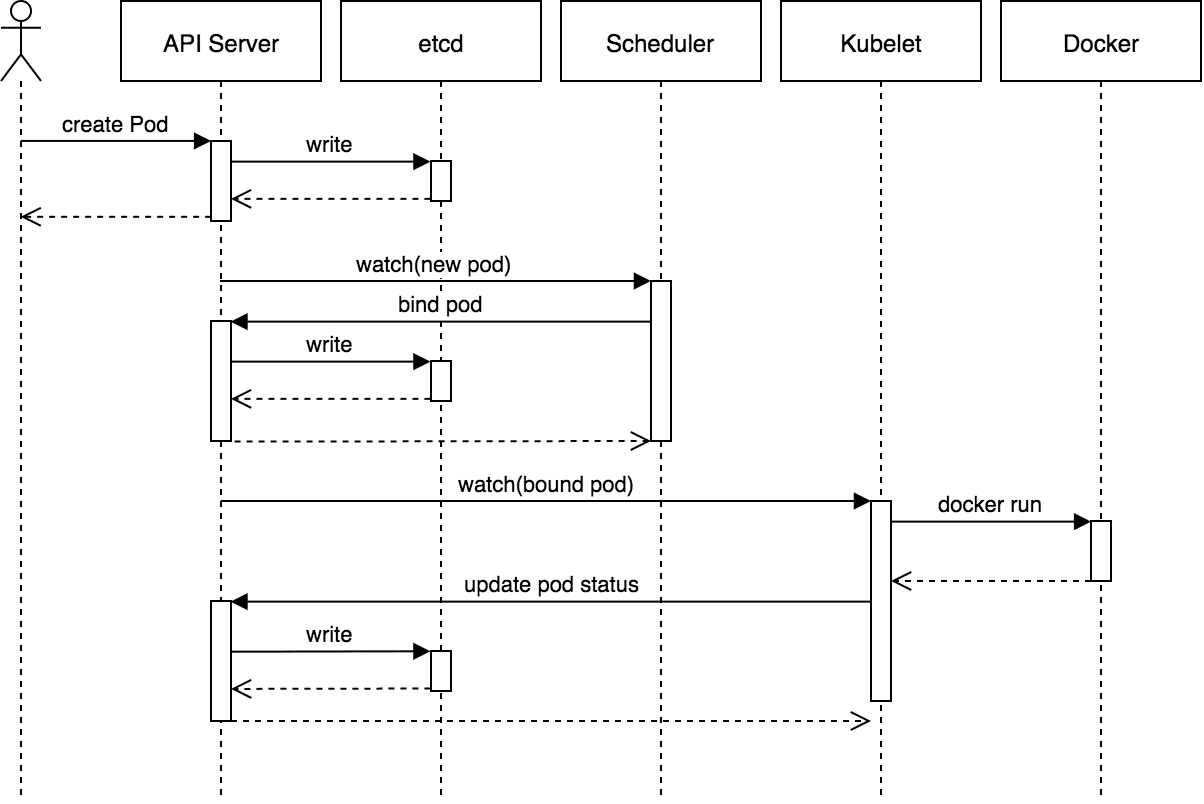 API Server
etcd
Scheduler
Kubelet
Docker
create Pod
write
watch(new pod)
bind pod
write
watch(bound pod)
docker run
update pod status
write